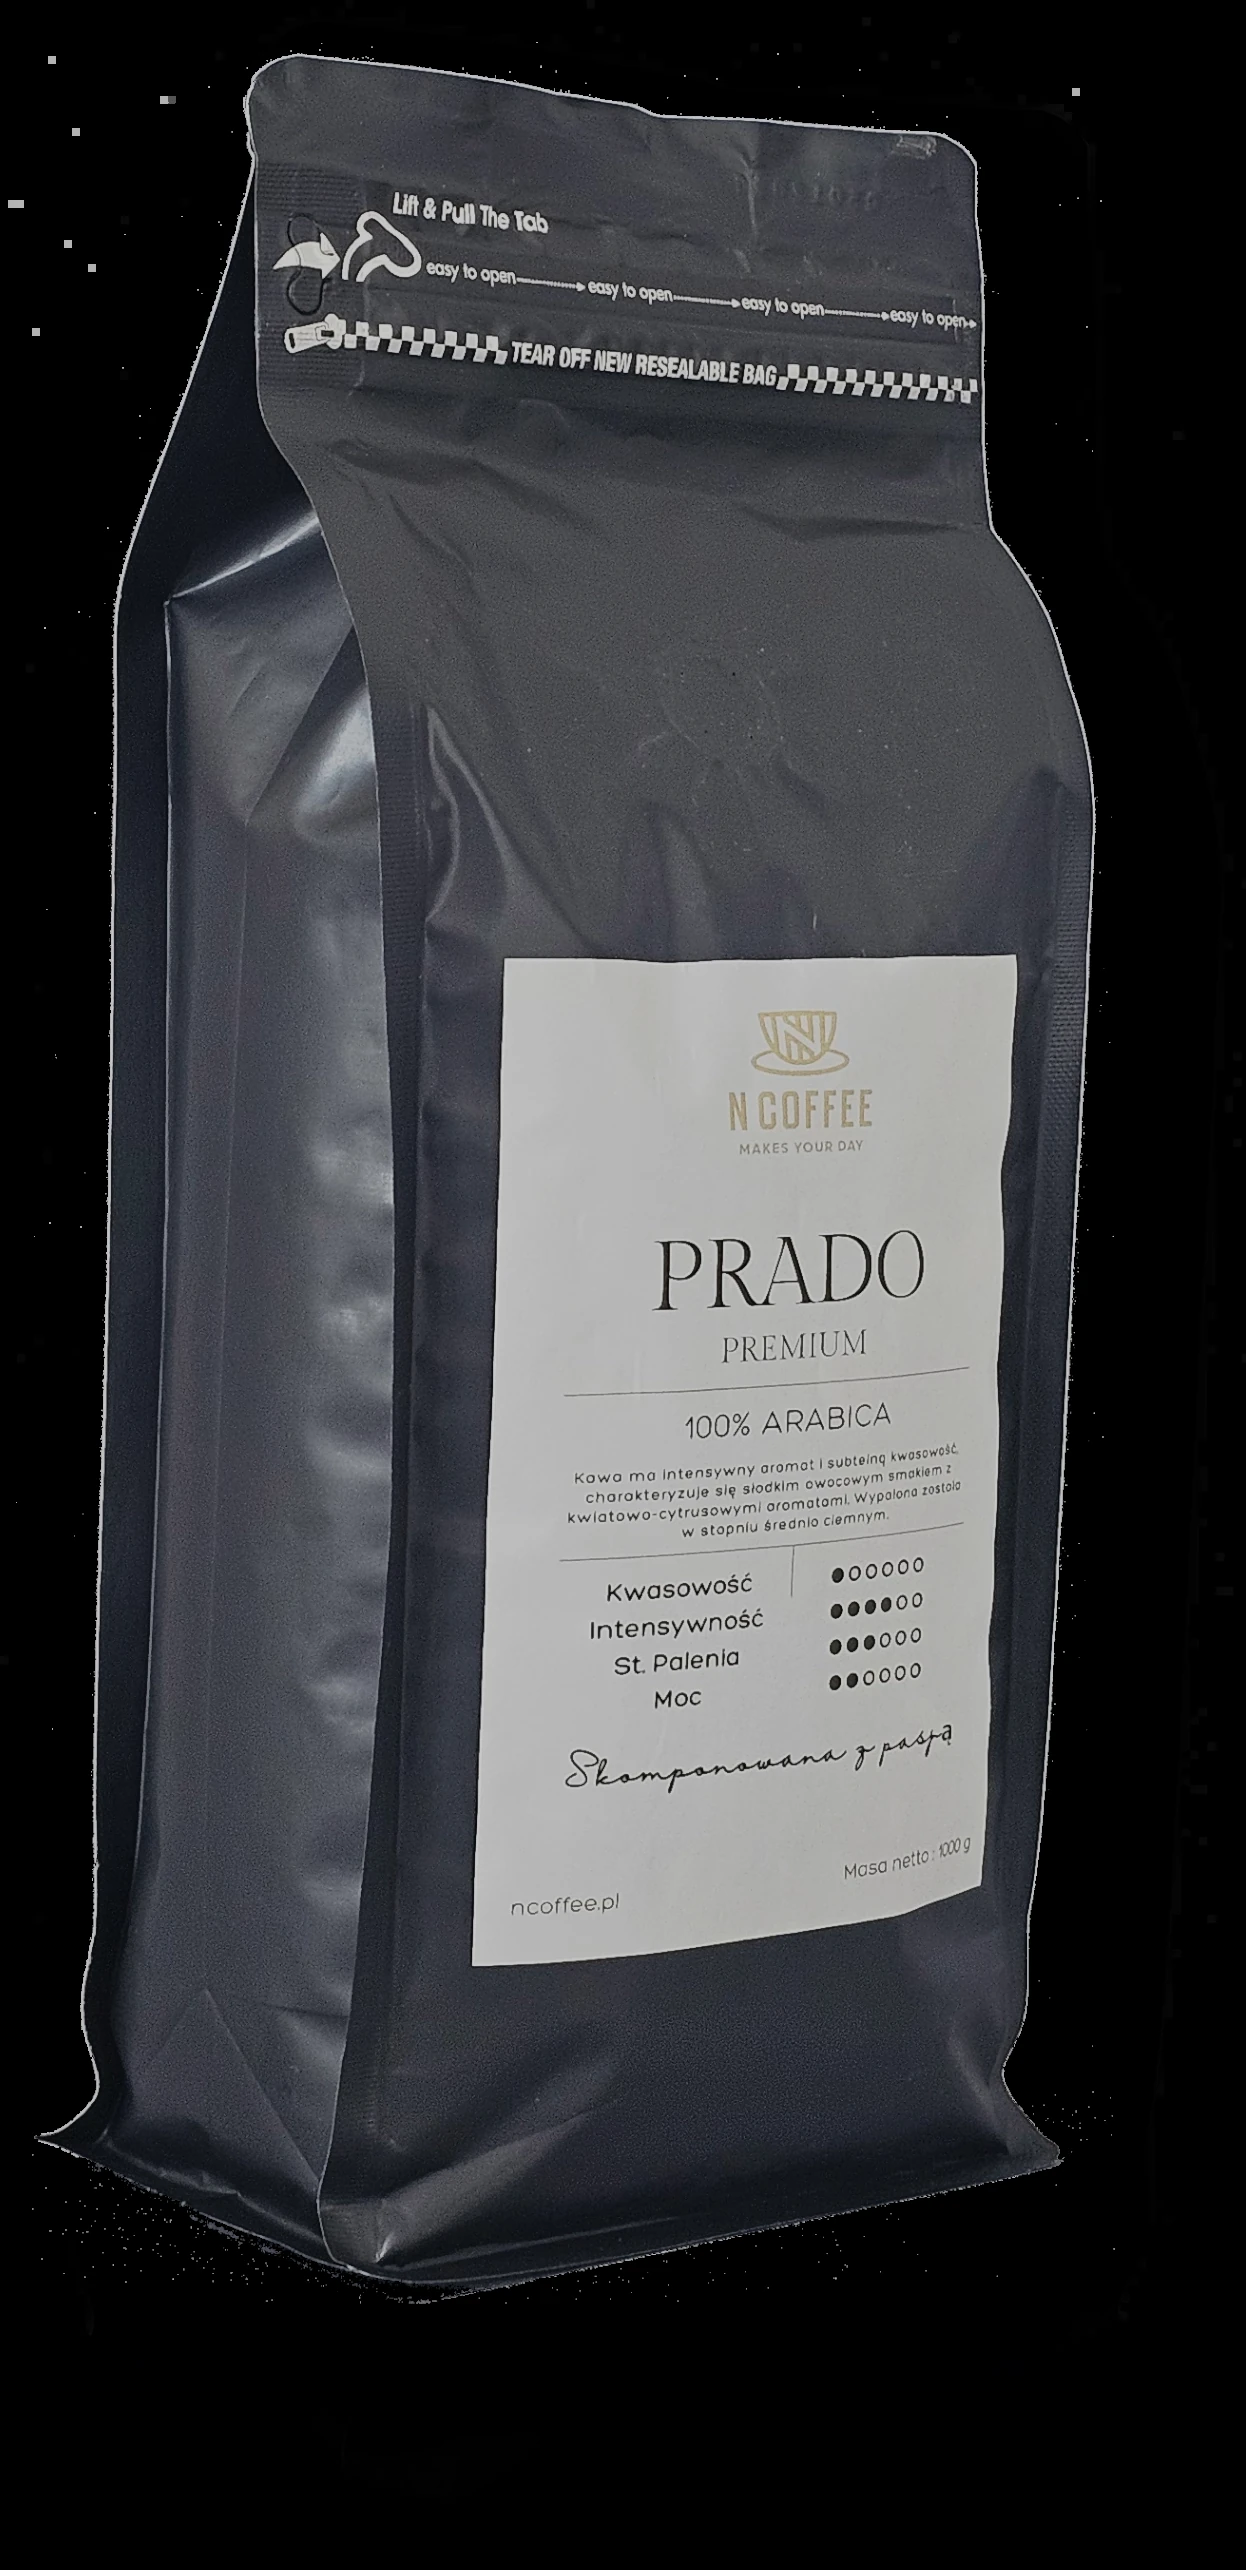 Lift & Pull The Tab
easy to open easy to open easy to open easy to open
TEAR OFF NEW RESEALABLE BAG
N COFFEE
MAKES YOUR DAY
PRADO
PREMIUM
100% ARABICA
Kawa ma intensywny aromat i subtelną kwasowość,
charakteryzuje się słodkim owocowym smakiem z
kwiatowo-cytrusowymi aromatami. Wypalona została
w stopniu średnio ciemnym.
Kwasowość
Intensywność
St. Palenia
Moc
Skomponowana z pasją
Masa netto: 1000 g
ncoffee.pl